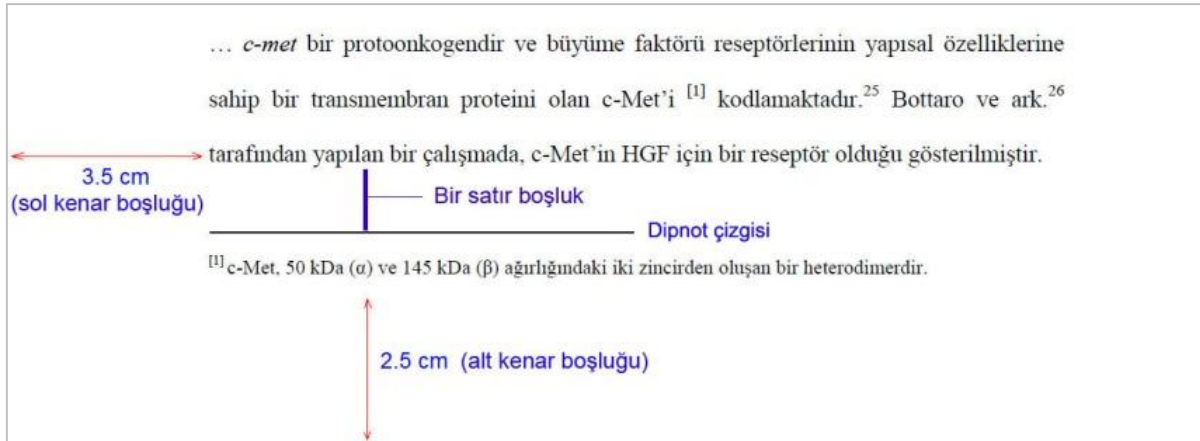 … c-met bir protoonkogendir ve büyüme faktörü reseptörlerinin yapısal özelliklerine
sahip bir transmembran proteini olan c-Met’i [1] kodlamaktadır.25 Bottaro ve ark.26
tarafından yapılan bir çalışmada, c-Met’in HGF için bir reseptör olduğu gösterilmiştir.
3.5 cm
(sol kenar boşluğu)
Bir satır boşluk
Dipnot çizgisi
[1] c-Met, 50 kDa (α) ve 145 kDa (β) ağırlığındaki iki zincirden oluşan bir heterodimerdir.
2.5 cm (alt kenar boşluğu)